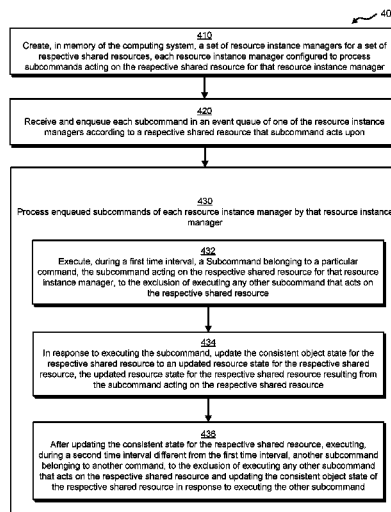 40
410
Create, in memory of the computing system, a set of resource instance managers for a set of
respective shared resources, each resource instance manager configured to process
subcommands acting on the respective shared resource for that resource instance manager
420
Receive and enqueue each subcommand in an event queue of one of the resource instance
managers according to a respective shared resource that subcommand acts upon
430
Process enqueued subcommands of each resource instance manager by that resource instance
manager
432
Execute, during a first time interval, a Subcommand belonging to a particular
command, the subcommand acting on the respective shared resource for that resource
instance manager, to the exclusion of executing any other subcommand that acts on
the respective shared resource
434
In response to executing the subcommand, update the consistent object state for the
respective shared resource to an updated resource state for the respective shared
resource, the updated resource state for the respective shared resource resulting from
the subcommand acting on the respective shared resource
436
After updating the consistent state for the respective shared resource, executing,
during a second time interval different from the first time interval, another subcommand
belonging to another command, to the exclusion of executing any other subcommand
that acts on the respective shared resource and updating the consistent object state of
the respective shared resource in response to executing the other subcommand